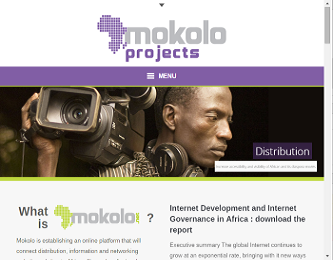 mokolo
projects
MENU
Distribution
What
is mokolo ?
Mokolo is establishing an online platform that will
connect distribution, information and networking
Internet Development and Internet
Governance in Africa : download the
report
Executive summary The global Internet continues to
grow at an exponential rate, bringing with it new ways